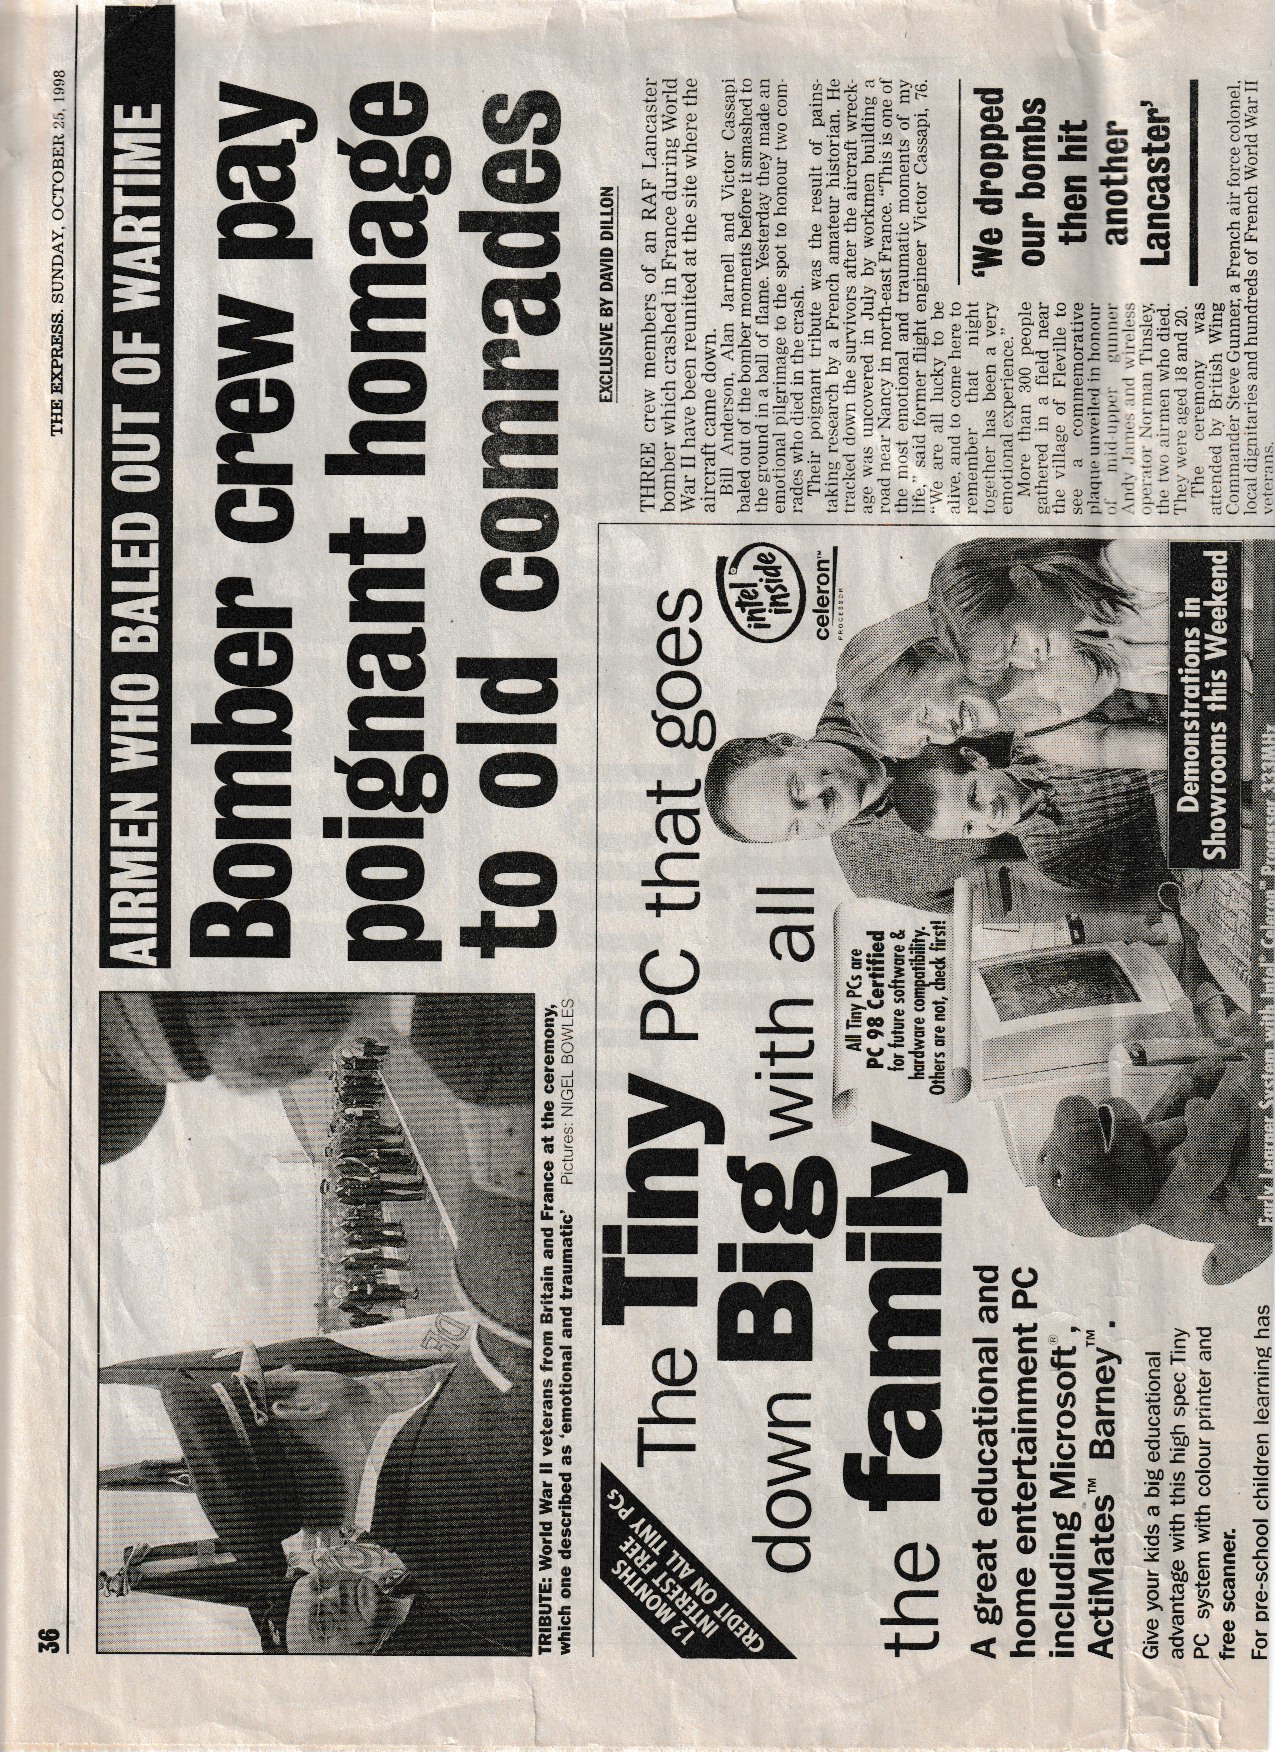 36
THE EXPRESS, SUNDAY, OCTOBER 25, 1998
AIRMEN WHO BALED OUT OF WARTIME
Bomber crew pay
poignant homage
to old comrades
TRIBUTE: World War II veterans from Britain and France at the ceremony,
which one described as ‘emotional and traumatic’ Pictures: NIGEL BOWLES
EXCLUSIVE BY DAVID DILLON
THREE crew members of an RAF Lancaster
bomber which crashed in France during World
War II have been reunited at the site where the
aircraft came down.
Bill Anderson, Alan Jarnell and Victor Cassapi
baled out of the bomber moments before it smashed to
the ground in a ball of flame. Yesterday they made an
emotional pilgrimage to the spot to honour two com-
rades who died in the crash.
Their poignant tribute was the result of pains-
taking research by a French amateur historian. He
tracked down the survivors after the aircraft wreck-
age was uncovered in July by workmen building a
road near Nancy in north-east France. “This is one of
the most emotional and traumatic moments of my
life,” said former flight engineer Victor Cassapi, 76.
“We are all lucky to be
alive, and to come here to
remember that night
together has been a very
emotional experience.”
More than 300 people
gathered in a field near
the village of Fleville to
see a commemorative
plaque unveiled in honour
of mid-upper gunner
Andy James and wireless
operator Norman Tinsley,
the two airmen who died.
They were aged 18 and 20.
The ceremony was
attended by British Wing
Commander Steve Gunner, a French air force colonel,
local dignitaries and hundreds of French World War II
veterans.
‘We dropped
our bombs
then hit
another
Lancaster’
12 MONTHS
INTEREST FREE
CREDIT ON ALL TINY PCs
The Tiny PC that goes
down Big with all
the family
intel
inside
celeron™
PROCESSOR
All Tiny PCs are
PC 98 Certified
for future software &
hardware compatibility.
Others are not, check first!
A great educational and
home entertainment PC
including Microsoft®,
ActiMates™ Barney™.
Give your kids a big educational
advantage with this high spec Tiny
PC system with colour printer and
free scanner.
For pre-school children learning has
Demonstrations in
Showrooms this Weekend
Early Learner System with Intel® Celeron™ Processor 333MHz